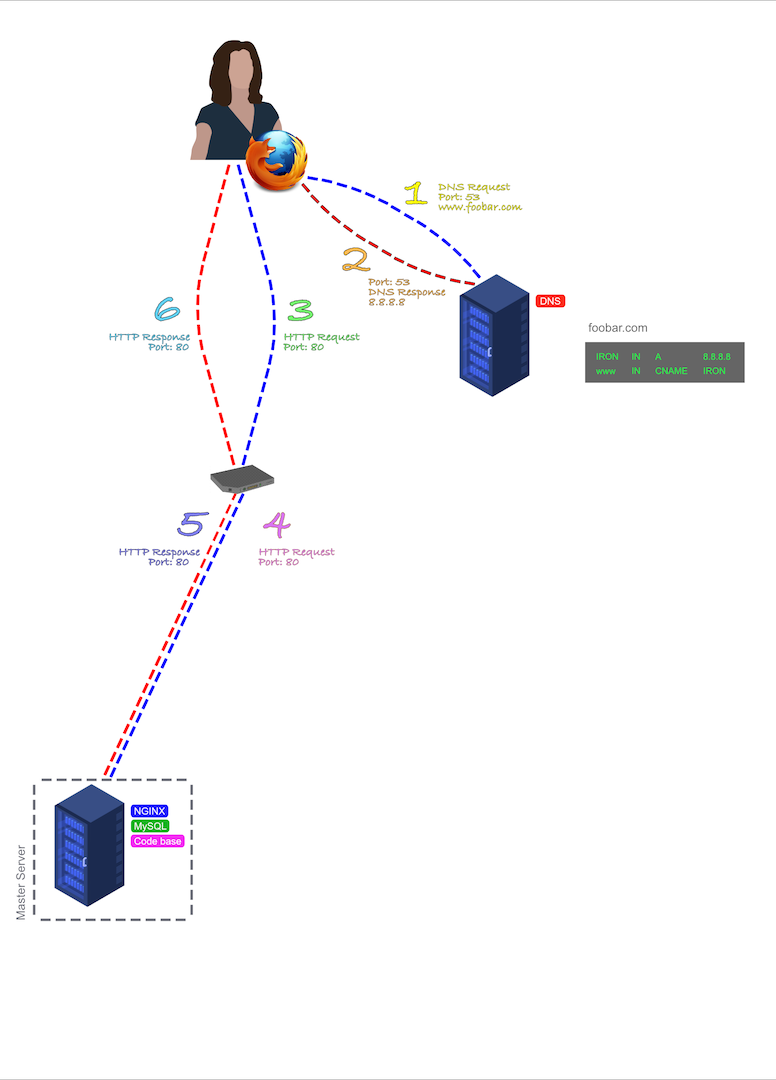 1
DNS Request
Port: 53
www.foobar.com
2
Port: 53
DNS Response
8.8.8.8
DNS
foobar.com
IRON IN A 8.8.8.8
www IN CNAME IRON
6
HTTP Response
Port: 80
3
HTTP Request
Port: 80
5
HTTP Response
Port: 80
4
HTTP Request
Port: 80
Master Server
NGINX
MySQL
Code base